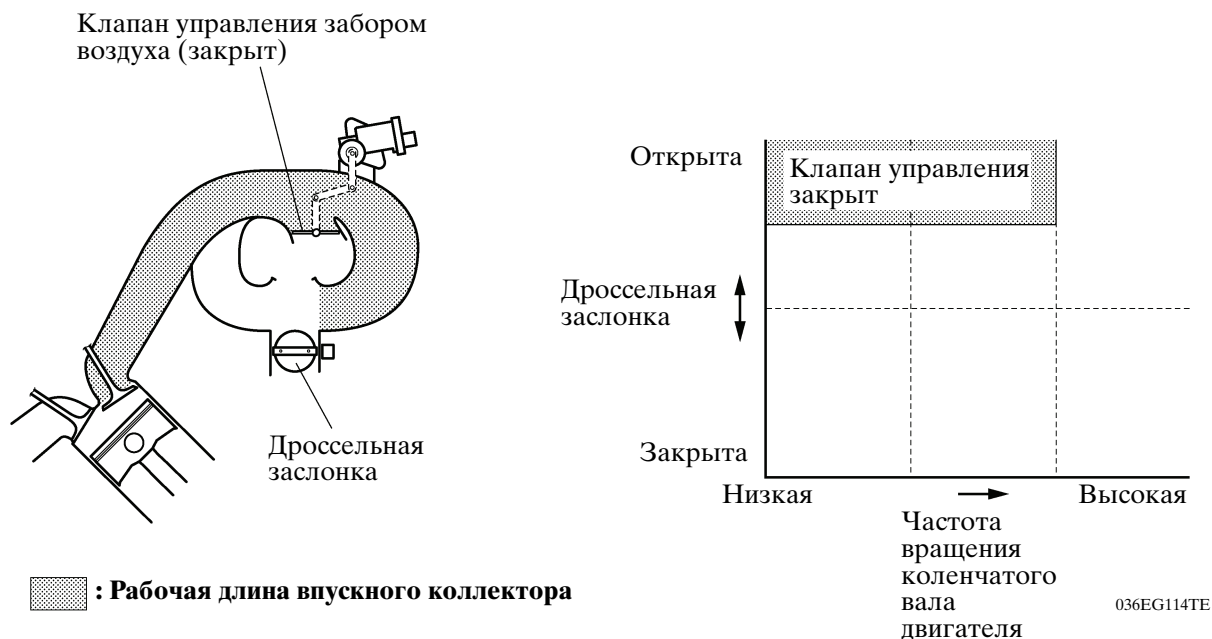 Клапан управления забором
воздуха (закрыт)
Дроссельная
заслонка
: Рабочая длина впускного коллектора
Открыта
Клапан управления
закрыт
Дроссельная
заслонка
Закрыта
Низкая
Высокая
Частота
вращения
коленчатого
вала
двигателя
036EG114TE